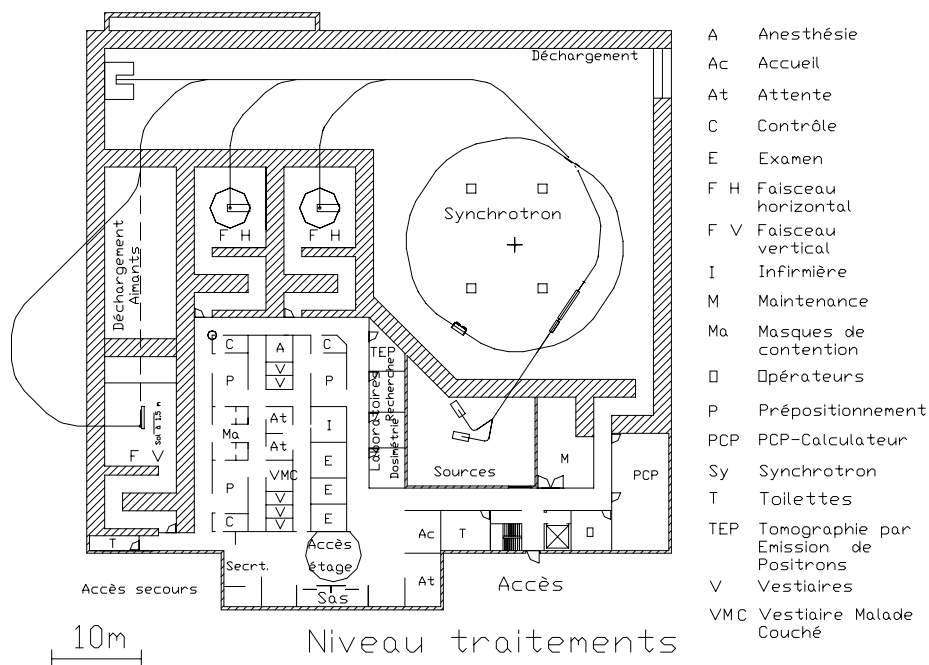 Déchargement
Synchrotron
F H
F H
Déchargement
Aimants
C
A
C
TEP
V
V
P
P
Laboratoires
Recherche
Dosimétrie
At
Ma
I
At
Sol à 1.5 m
F V
E
VMC
Sources
M
PCP
P
E
V
V
V
C
E
T
Ac
T
O
Accès
étage
Secrt.
At
Sas
Accès secours
Accès
10m
Niveau traitements
A Anesthésie
Ac Accueil
At Attente
C Contrôle
E Examen
F H Faisceau
horizontal
F V Faisceau
vertical
I Infirmière
M Maintenance
Ma Masques de
contention
O Opérateurs
P Prépositionnement
PCP PCP-Calculateur
Sy Synchrotron
T Toilettes
TEP Tomographie par
Emission de
Positrons
V Vestiaires
VMC Vestiaire Malade
Couché